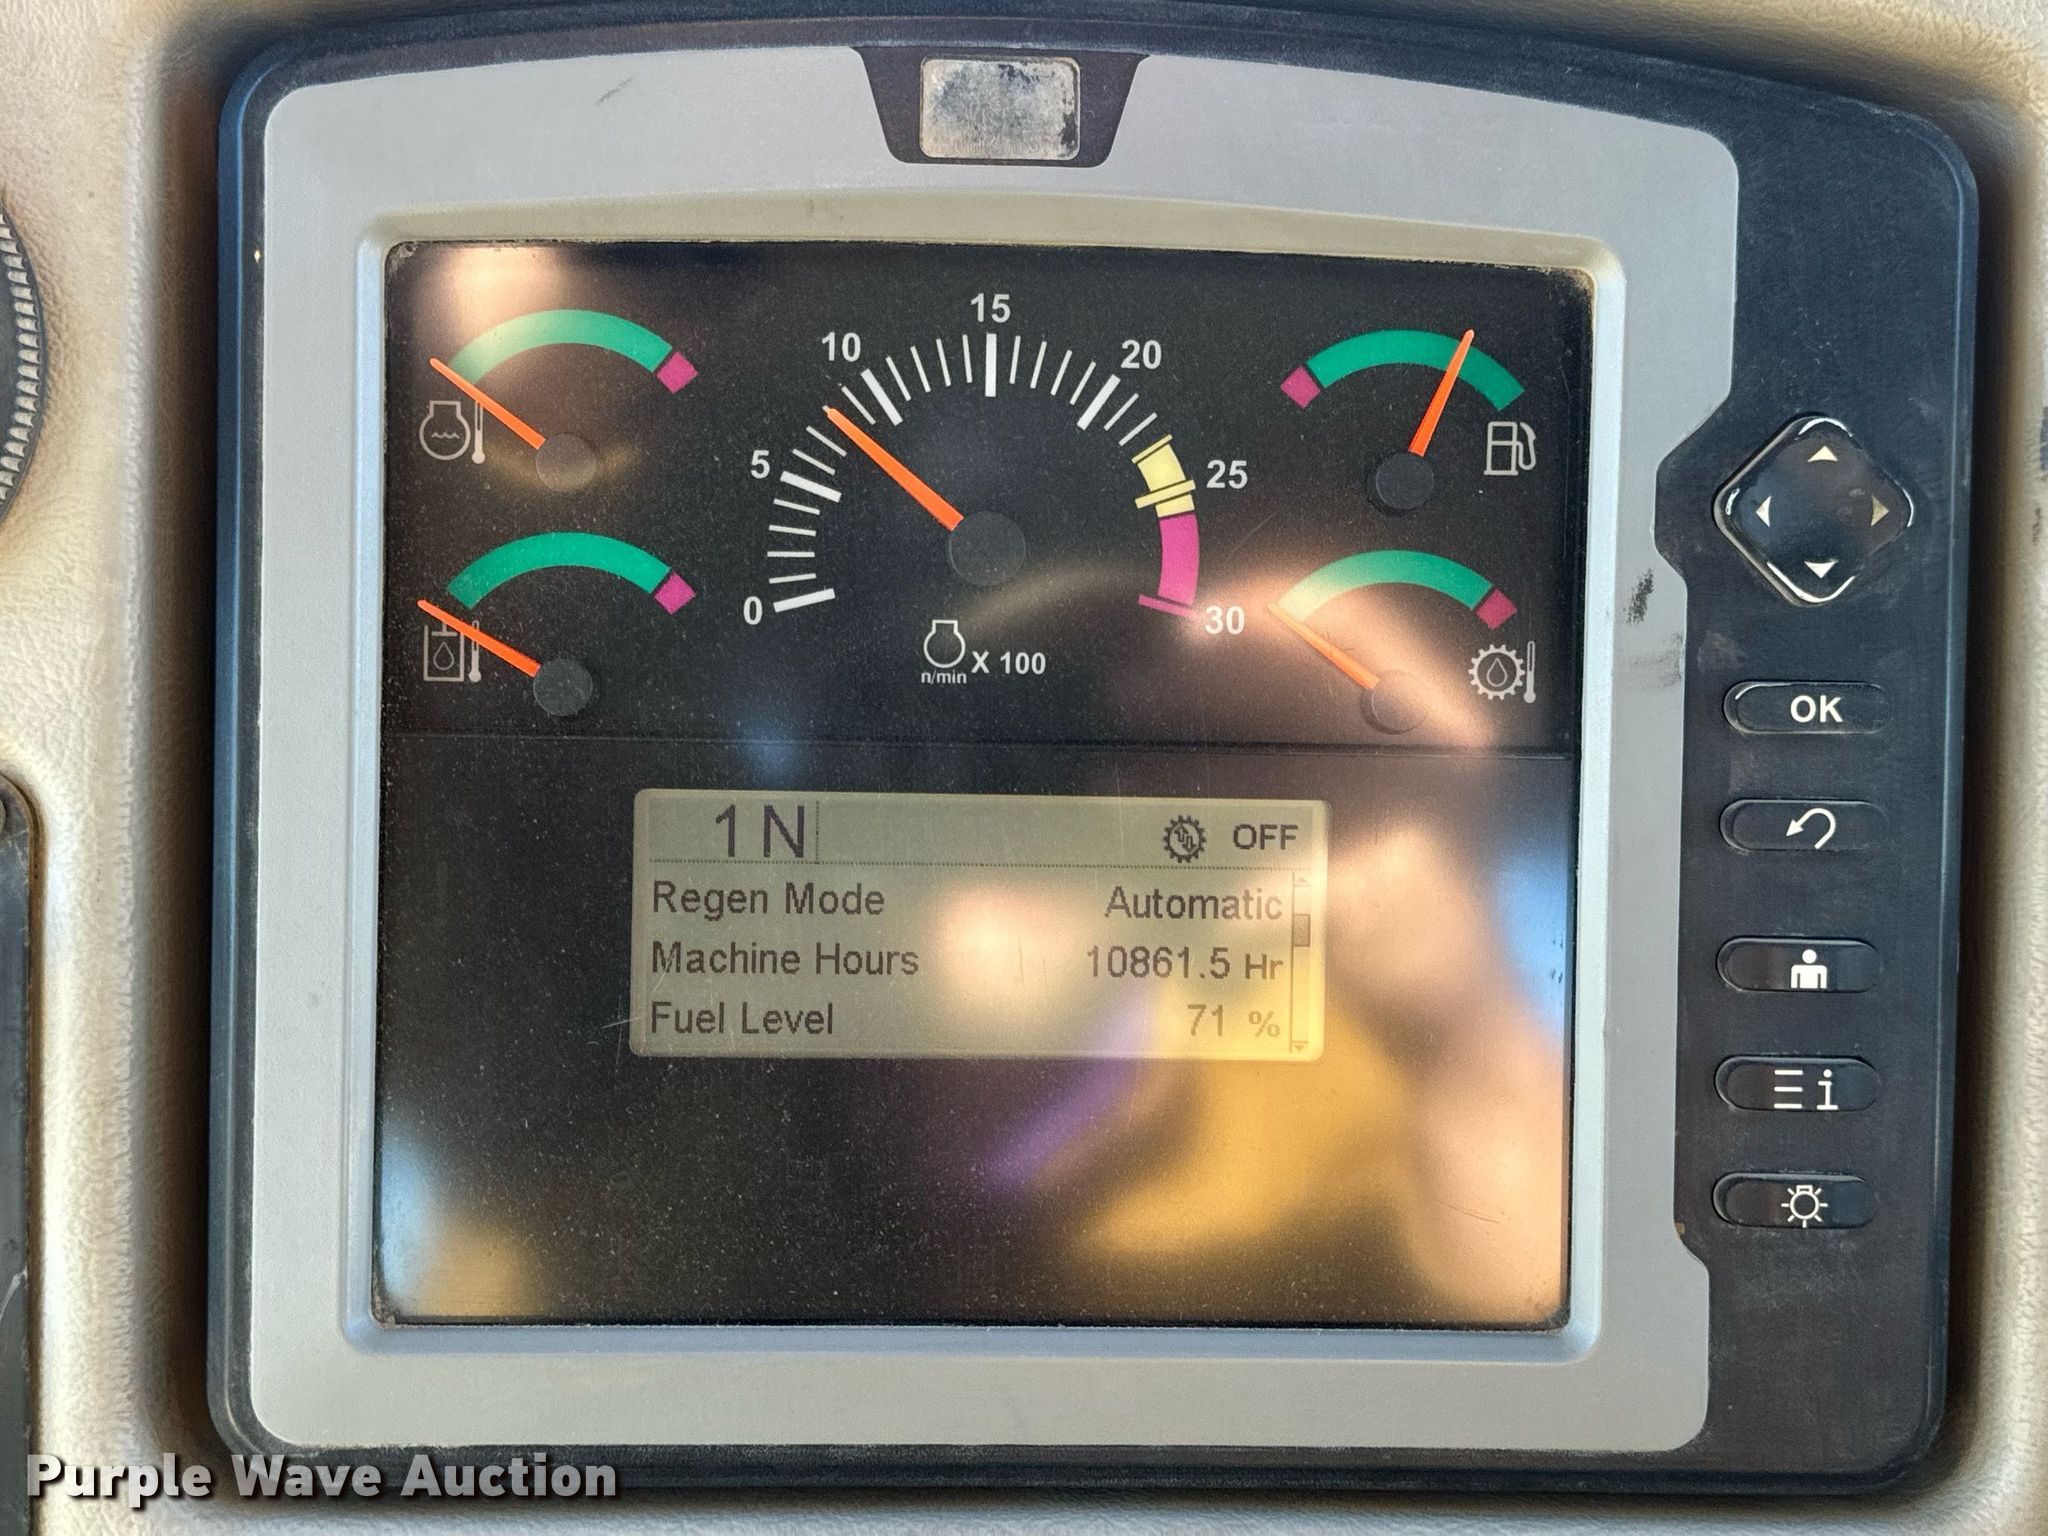 15
10
20
5
25
0
30
n/min X 100
OK
1 N OFF
Regen Mode Automatic
Machine Hours 10861.5 Hr
Fuel Level 71 %
i
Purple Wave Auction